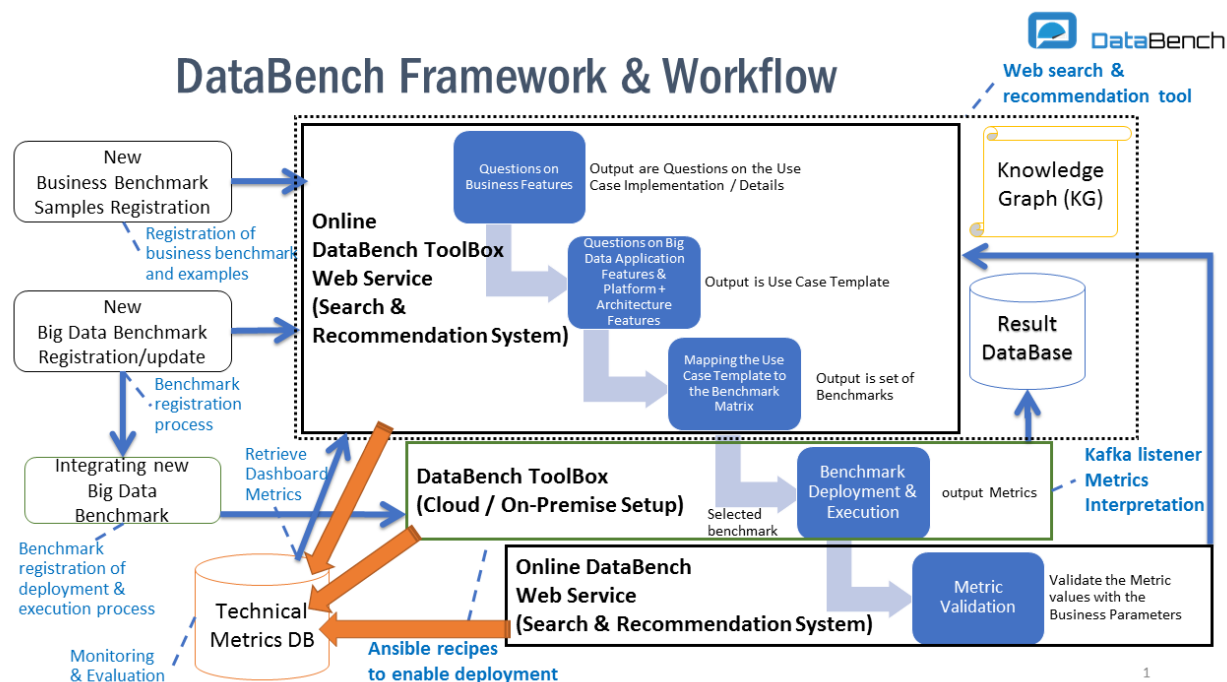 DataBench
DataBench Framework & Workflow
Web search &
recommendation tool
New
Business Benchmark
Samples Registration
Registration of
business benchmark
and examples
New
Big Data Benchmark
Registration/update
Benchmark
registration
process
Integrating new
Big Data
Benchmark
Benchmark
registration of
deployment &
execution process
Monitoring
& Evaluation
Online
DataBench ToolBox
Web Service
(Search &
Recommendation System)
Questions on
Business Features
Output are Questions on the Use
Case Implementation / Details
Questions on Big
Data Application
Features &
Platform +
Architecture
Features
Output is Use Case Template
Mapping the Use
Case Template to
the Benchmark
Matrix
Output is set of
Benchmarks
Knowledge
Graph (KG)
Result
DataBase
Retrieve
Dashboard
Metrics
DataBench ToolBox
(Cloud / On-Premise Setup)
Selected
benchmark
Benchmark
Deployment &
Execution
output Metrics
Kafka listener
Metrics
Interpretation
Technical
Metrics DB
Online DataBench
Web Service
(Search & Recommendation System)
Metric
Validation
Validate the Metric
values with the
Business Parameters
Ansible recipes
to enable deployment
1